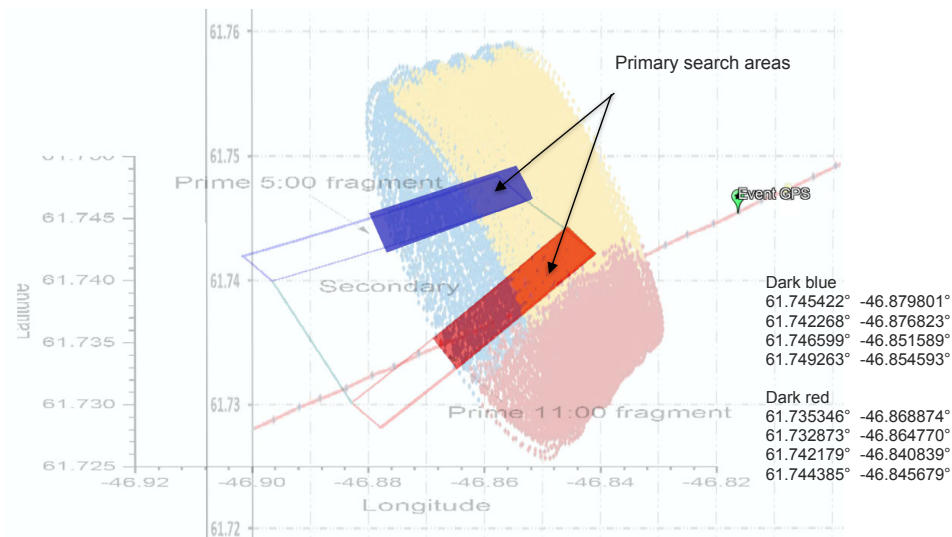 61.76
Primary search areas
61.750
61.75
Prime 5:00 fragment
Event GPS
61.745
61.74
61.740
Secondary
Latitude
61.735
61.73
61.730
Prime 11:00 fragment
61.725
-46.92
-46.90
-46.88
-46.86
-46.84
-46.82
Longitude
61.72
Dark blue
61.745422° -46.879801°
61.742268° -46.876823°
61.746599° -46.851589°
61.749263° -46.854593°
Dark red
61.735346° -46.868874°
61.732873° -46.864770°
61.742179° -46.840839°
61.744385° -46.845679°